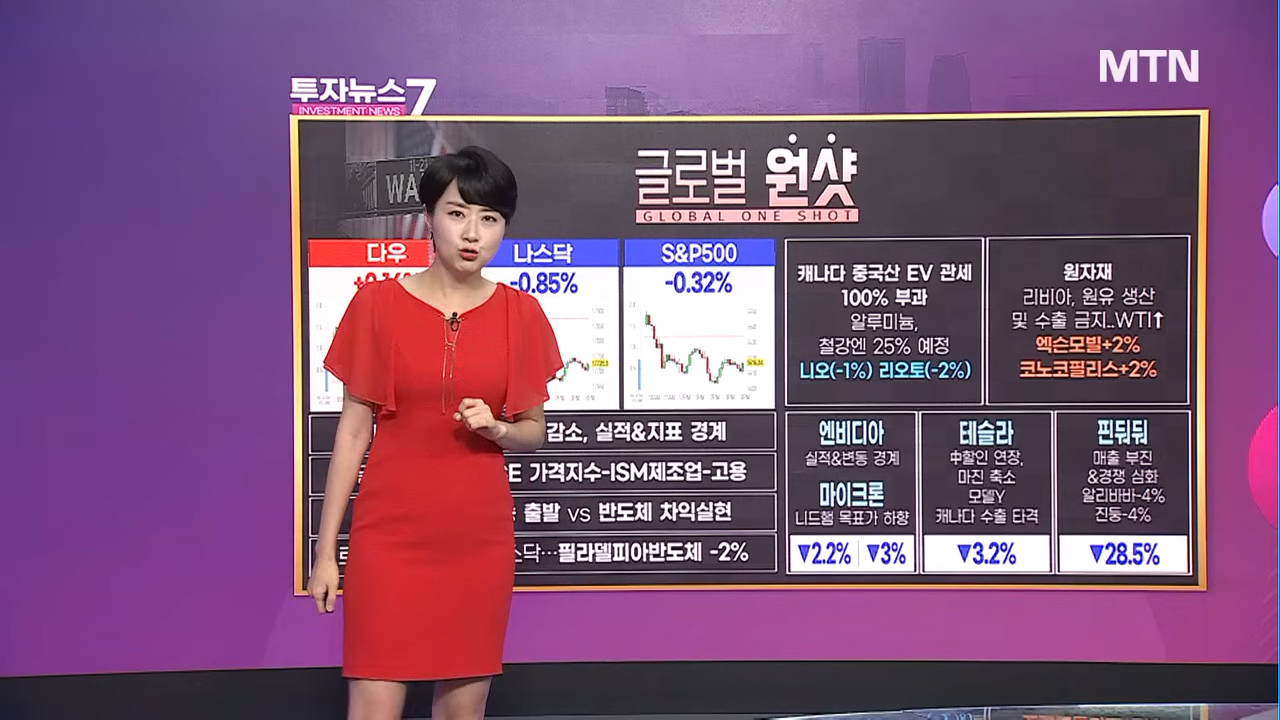 MTN
투자뉴스7
INVESTMENT NEWS
글로벌 원샷
GLOBAL ONE SHOT
WA
다우
나스닥
-0.85%
S&P500
-0.32%
감소, 실적&지표 경계
가격지수-ISM제조업-고용
출발 vs 반도체 차익실현
스닥…필라델피아반도체 -2%
캐나다 중국산 EV 관세
100% 부과
알루미늄,
철강엔 25% 예정
니오(-1%) 리오토(-2%)
원자재
리비아, 원유 생산
및 수출 금지..WTI↑
엑슨모빌+2%
코노코필리스+2%
엔비디아
실적&변동 경계
마이크론
니드햄 목표가 하향
▼2.2% ▼3%
테슬라
中할인 연장,
마진 축소
모델Y
캐나다 수출 타격
▼3.2%
핀둬둬
매출 부진
&경쟁 심화
알리바바-4%
진둥-4%
▼28.5%